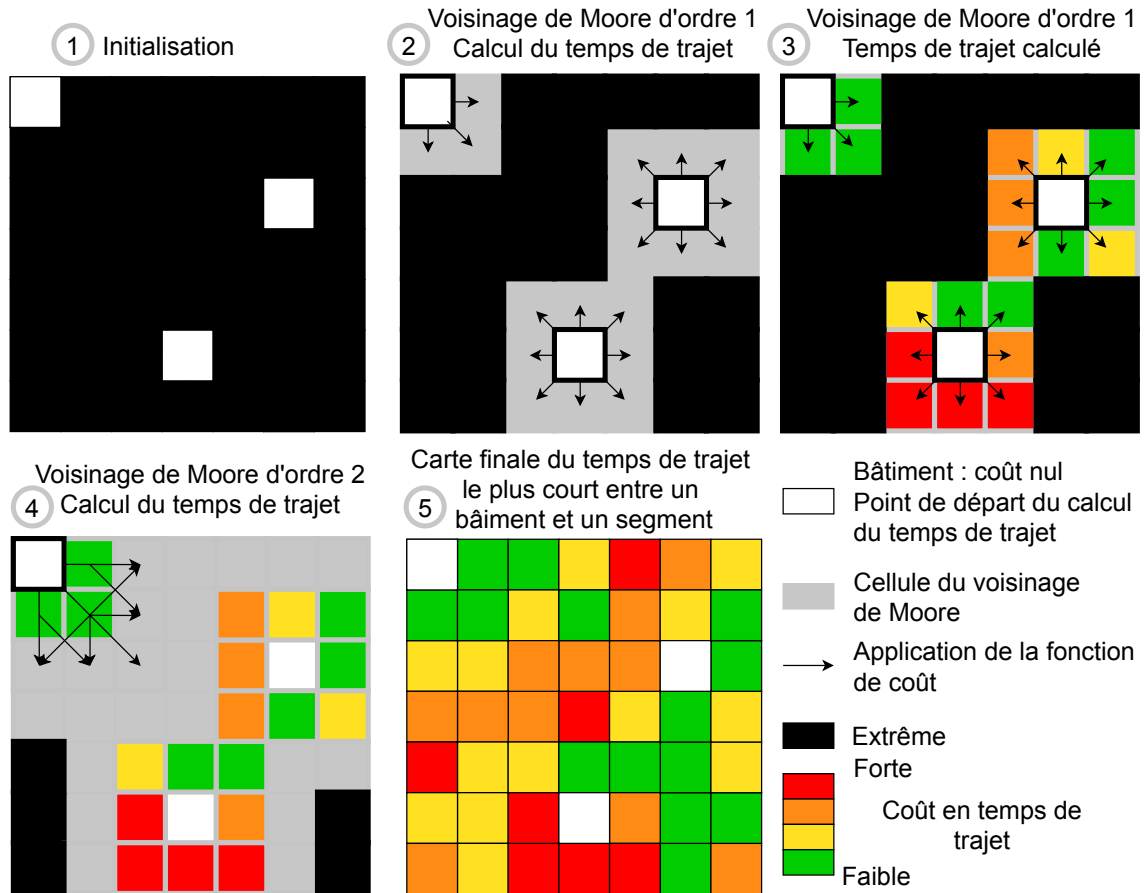 1 Initialisation
2 Voisinage de Moore d'ordre 1
Calcul du temps de trajet
3 Voisinage de Moore d'ordre 1
Temps de trajet calculé
4 Voisinage de Moore d'ordre 2
Calcul du temps de trajet
5 Carte finale du temps de trajet
le plus court entre un
bâiment et un segment
Bâtiment : coût nul
Point de départ du calcul
du temps de trajet
Cellule du voisinage
de Moore
Application de la fonction
de coût
Extrême
Forte
Coût en temps de
trajet
Faible